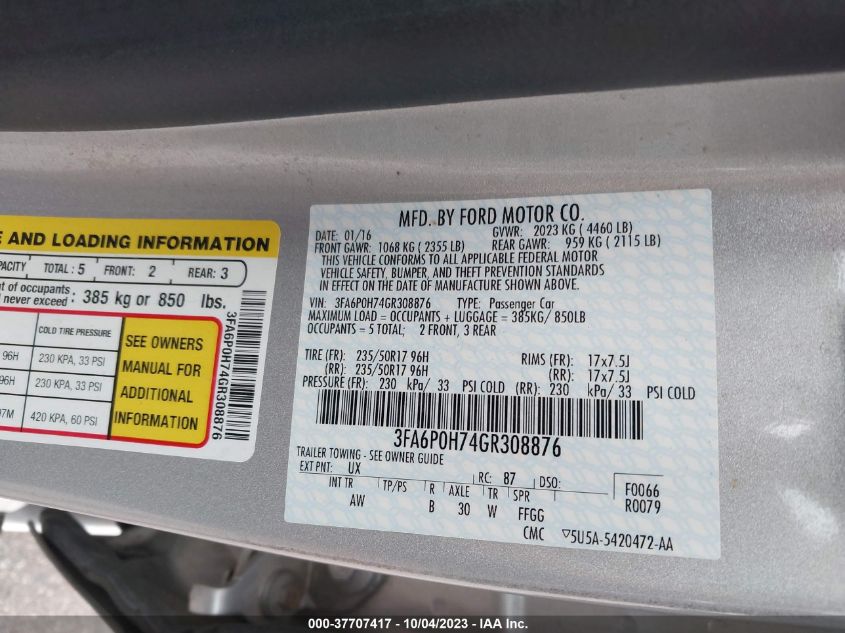 E AND LOADING INFORMATION
PACITY TOTAL : 5 FRONT: 2 REAR: 3
nt of occupants
never exceed : 385 kg or 850 lbs.
COLD TIRE PRESSURE
96H 230 KPA, 33 PSI
96H 230 KPA, 33 PSI
97M 420 KPA, 60 PSI
SEE OWNERS
MANUAL FOR
ADDITIONAL
INFORMATION
3FA6P0H74GR308876
MFD. BY FORD MOTOR CO.
DATE: 01/16 GVWR: 2023 KG ( 4460 LB)
FRONT GAWR: 1068 KG ( 2355 LB) REAR GAWR: 959 KG ( 2115 LB)
THIS VEHICLE CONFORMS TO ALL APPLICABLE FEDERAL MOTOR
VEHICLE SAFETY, BUMPER, AND THEFT PREVENTION STANDARDS
IN EFFECT ON THE DATE OF MANUFACTURE SHOWN ABOVE.
VIN: 3FA6P0H74GR308876 TYPE: Passenger Car
MAXIMUM LOAD = OCCUPANTS + LUGGAGE = 385KG/ 850LB
OCCUPANTS = 5 TOTAL; 2 FRONT, 3 REAR
TIRE (FR): 235/50R17 96H RIMS (FR): 17x7.5J
(RR): 235/50R17 96H (RR): 17x7.5J
PRESSURE (FR): 230 kPa/ 33 PSI COLD (RR): 230 kPa/ 33 PSI COLD
3FA6P0H74GR308876
TRAILER TOWING - SEE OWNER GUIDE
EXT PNT: UX RC: 87 DSO: F0066
R0079
INT TR TP/PS R AXLE TR SPR
AW B 30 W FFGG
CMC ▽5U5A-5420472-AA
000-37707417 - 10/04/2023 - IAA Inc.